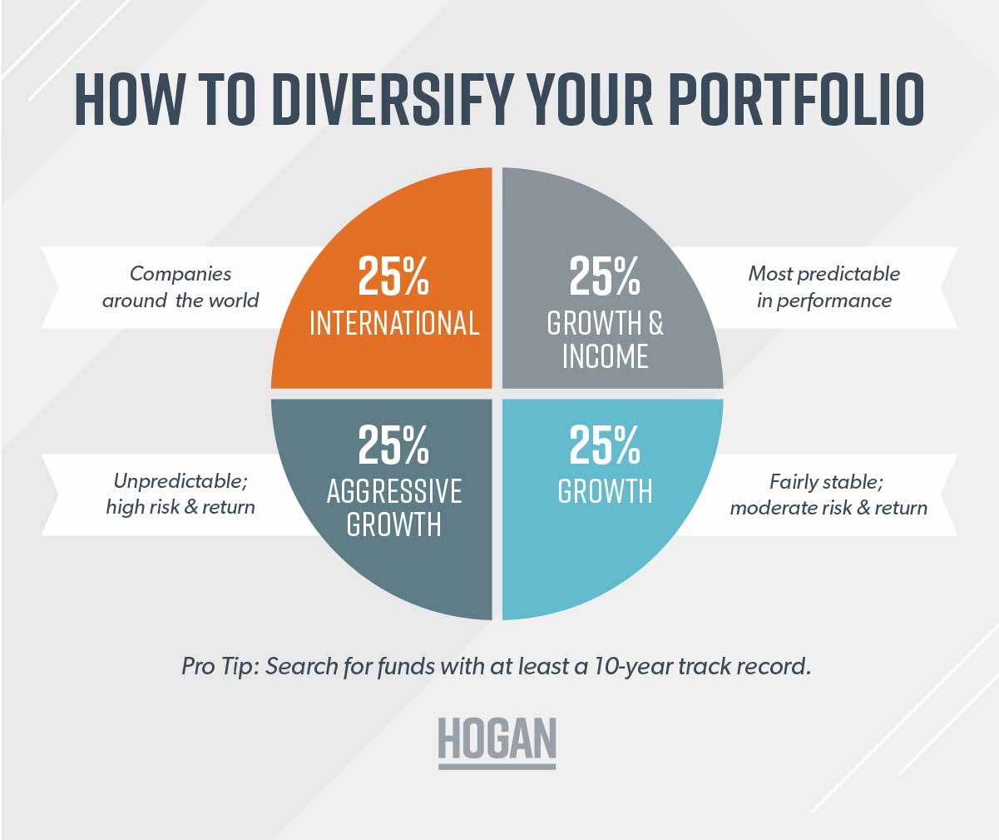 HOW TO DIVERSIFY YOUR PORTFOLIO
Companies
around the world
25%
INTERNATIONAL
25%
GROWTH &
INCOME
Most predictable
in performance
Unpredictable;
high risk & return
25%
AGGRESSIVE
GROWTH
25%
GROWTH
Fairly stable;
moderate risk & return
Pro Tip: Search for funds with at least a 10-year track record.
HOGAN